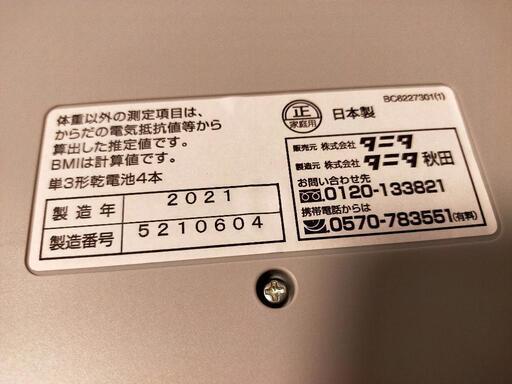 体重以外の測定項目は、
からだの電気抵抗値等から
算出した推定値です。
BMIは計算値です。
単3形乾電池4本
製造年 2021
製造番号 5210604
BC6227301(1)
正 家庭用 日本製
販売元 株式会社 タニタ
製造元 株式会社 タニタ秋田
お問い合わせ先
0120-133821
携帯電話からは
0570-783551(有料)